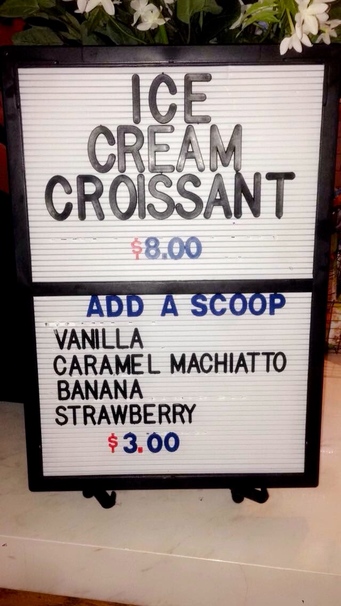 ICE
CREAM
CROISSANT
$8.00
ADD A SCOOP
VANILLA
CARAMEL MACHIATTO
BANANA
STRAWBERRY
$3.00